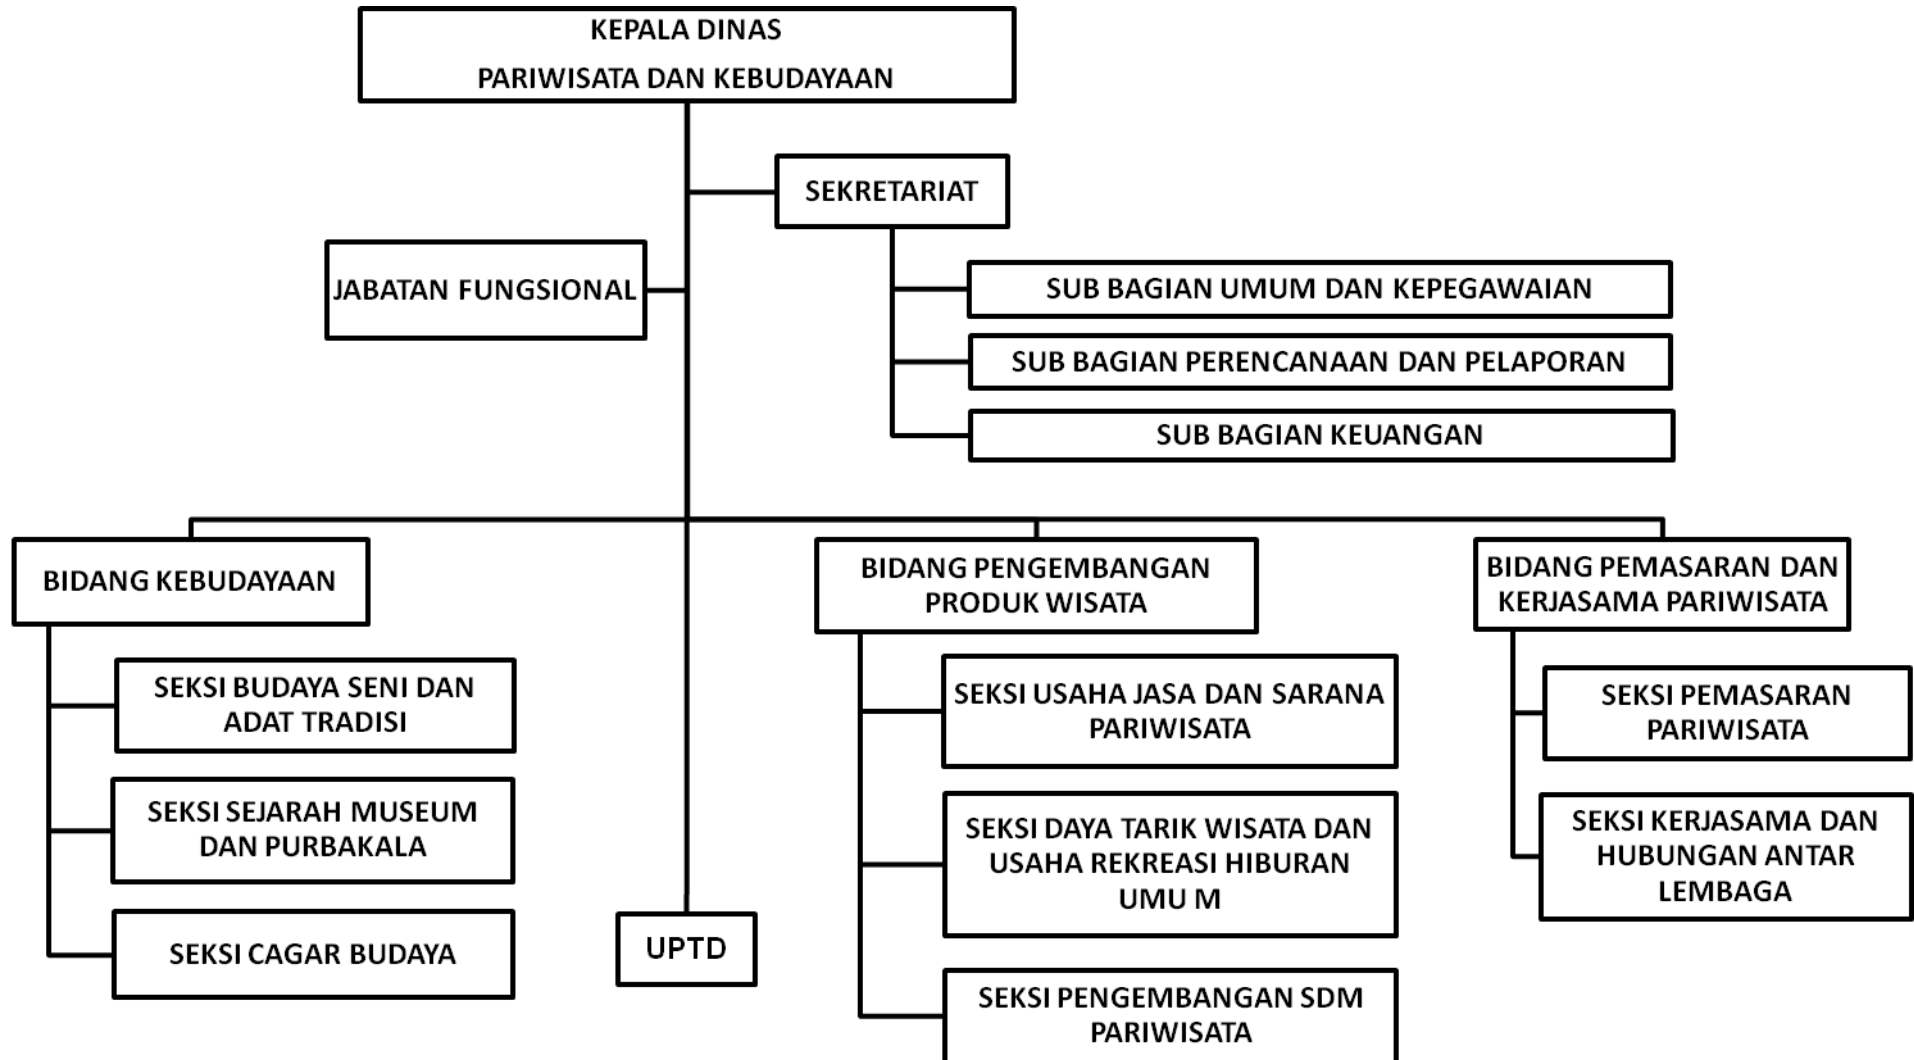 KEPALA DINAS
PARIWISATA DAN KEBUDAYAAN
SEKRETARIAT
JABATAN FUNGSIONAL
SUB BAGIAN UMUM DAN KEPEGAWAIAN
SUB BAGIAN PERENCANAAN DAN PELAPORAN
SUB BAGIAN KEUANGAN
BIDANG KEBUDAYAAN
SEKSI BUDAYA SENI DAN
ADAT TRADISI
SEKSI SEJARAH MUSEUM
DAN PURBAKALA
SEKSI CAGAR BUDAYA
UPTD
BIDANG PENGEMBANGAN
PRODUK WISATA
SEKSI USAHA JASA DAN SARANA
PARIWISATA
SEKSI DAYA TARIK WISATA DAN
USAHA REKREASI HIBURAN
UMU M
SEKSI PENGEMBANGAN SDM
PARIWISATA
BIDANG PEMASARAN DAN
KERJASAMA PARIWISATA
SEKSI PEMASARAN
PARIWISATA
SEKSI KERJASAMA DAN
HUBUNGAN ANTAR
LEMBAGA